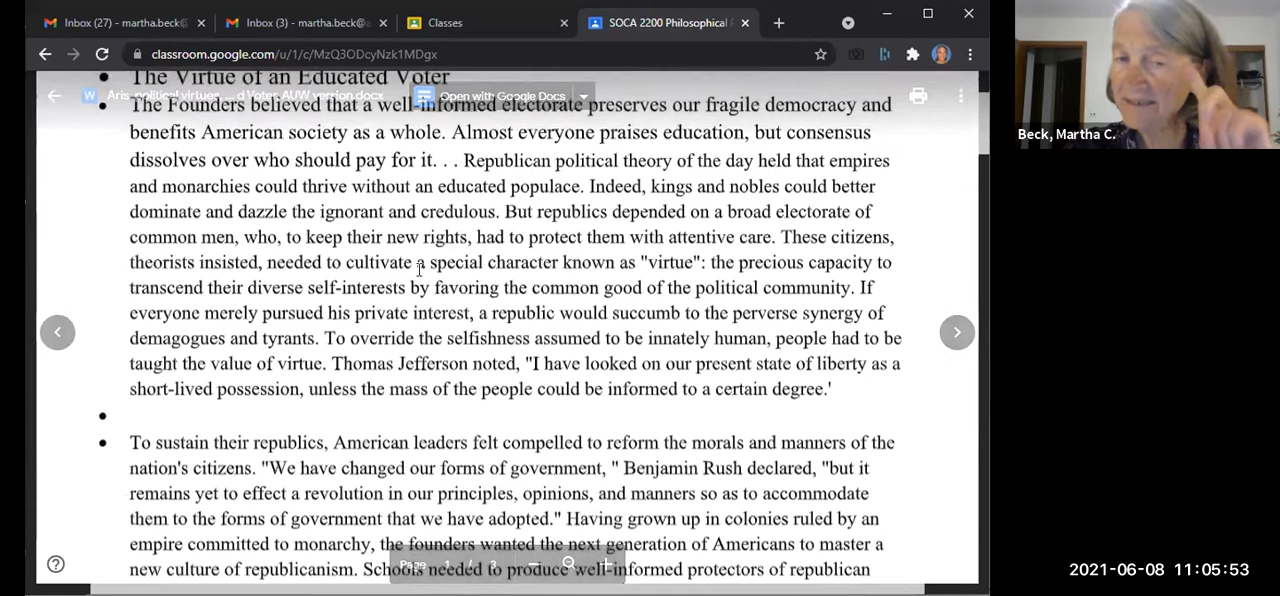 Inbox (27) - martha.beck@
Inbox (3) - martha.beck@
Classes
SOCA 2200 Philosophical
classroom.google.com/u/1/c/MzQ3ODcyNzk1MDgx
The Virtue of an Educated Voter
Aris political virtues d Voter AUW version.docx
Open with Google Docs
• The Founders believed that a well-informed electorate preserves our fragile democracy and
benefits American society as a whole. Almost everyone praises education, but consensus
dissolves over who should pay for it. . . Republican political theory of the day held that empires
and monarchies could thrive without an educated populace. Indeed, kings and nobles could better
dominate and dazzle the ignorant and credulous. But republics depended on a broad electorate of
common men, who, to keep their new rights, had to protect them with attentive care. These citizens,
theorists insisted, needed to cultivate a special character known as "virtue": the precious capacity to
transcend their diverse self-interests by favoring the common good of the political community. If
everyone merely pursued his private interest, a republic would succumb to the perverse synergy of
demagogues and tyrants. To override the selfishness assumed to be innately human, people had to be
taught the value of virtue. Thomas Jefferson noted, "I have looked on our present state of liberty as a
short-lived possession, unless the mass of the people could be informed to a certain degree.'
•
• To sustain their republics, American leaders felt compelled to reform the morals and manners of the
nation's citizens. "We have changed our forms of government, " Benjamin Rush declared, "but it
remains yet to effect a revolution in our principles, opinions, and manners so as to accommodate
them to the forms of government that we have adopted." Having grown up in colonies ruled by an
empire committed to monarchy, the founders wanted the next generation of Americans to master a
new culture of republicanism. Schools needed to produce well-informed protectors of republican
Page 1 / 3
Beck, Martha C.
2021-06-08 11:05:53